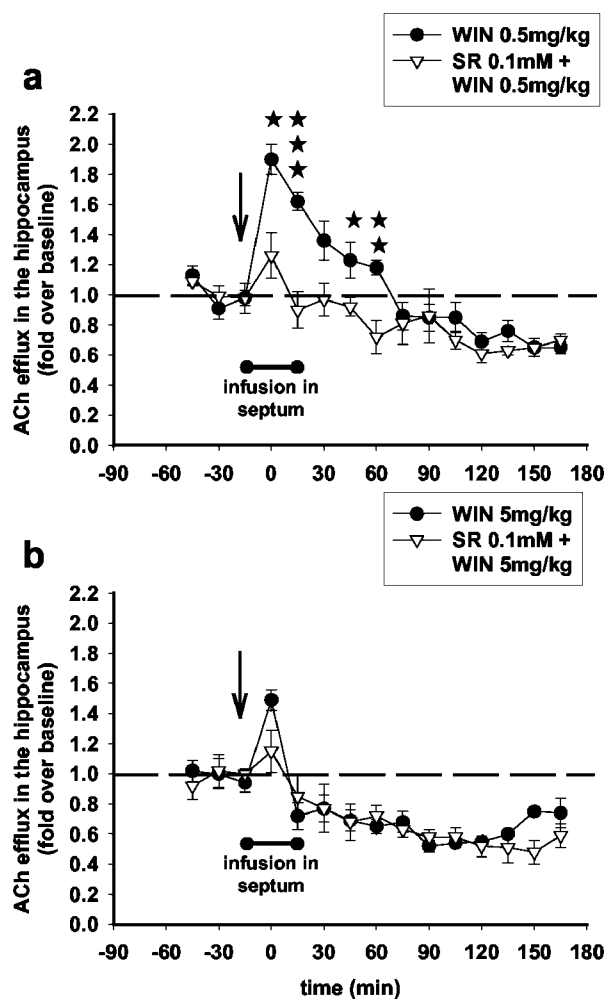 WIN 0.5mg/kg
SR 0.1mM +
WIN 0.5mg/kg
a
ACh efflux in the hippocampus
(fold over baseline)
2.2
2.0
1.8
1.6
1.4
1.2
1.0
0.8
0.6
0.4
0.2
0.0
infusion in
septum
-90 -60 -30 0 30 60 90 120 150 180
WIN 5mg/kg
SR 0.1mM +
WIN 5mg/kg
b
ACh efflux in the hippocampus
(fold over baseline)
2.2
2.0
1.8
1.6
1.4
1.2
1.0
0.8
0.6
0.4
0.2
0.0
infusion in
septum
-90 -60 -30 0 30 60 90 120 150 180
time (min)